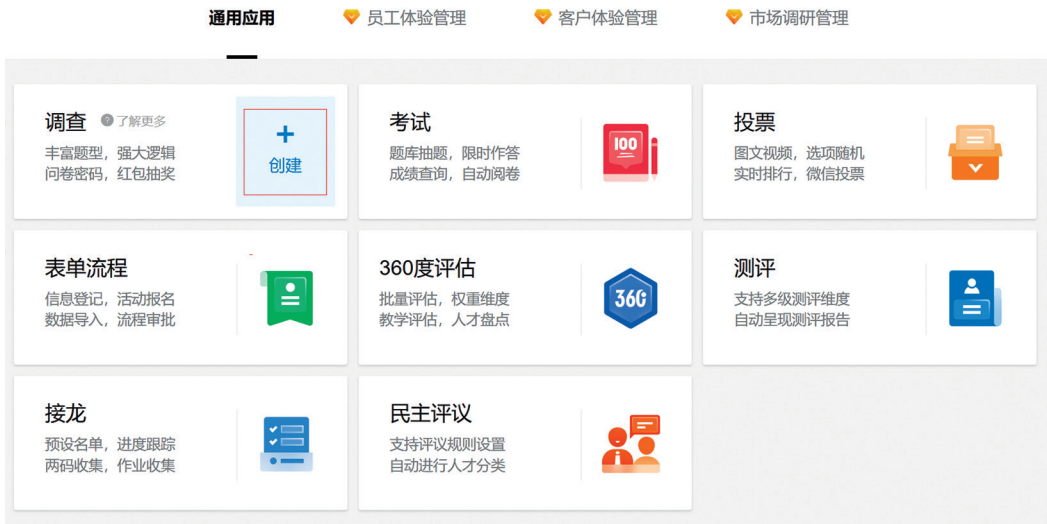 通用应用
员工体验管理
客户体验管理
市场调研管理
调查 ?了解更多
丰富题型，强大逻辑
问卷密码，红包抽奖
+
创建
考试
题库抽题，限时作答
成绩查询，自动阅卷
100
投票
图文视频，选项随机
实时排行，微信投票
表单流程
信息登记，活动报名
数据导入，流程审批
360度评估
批量评估，权重维度
教学评估，人才盘点
360
测评
支持多级测评维度
自动呈现测评报告
接龙
预设名单，进度跟踪
两码收集，作业收集
民主评议
支持评议规则设置
自动进行人才分类